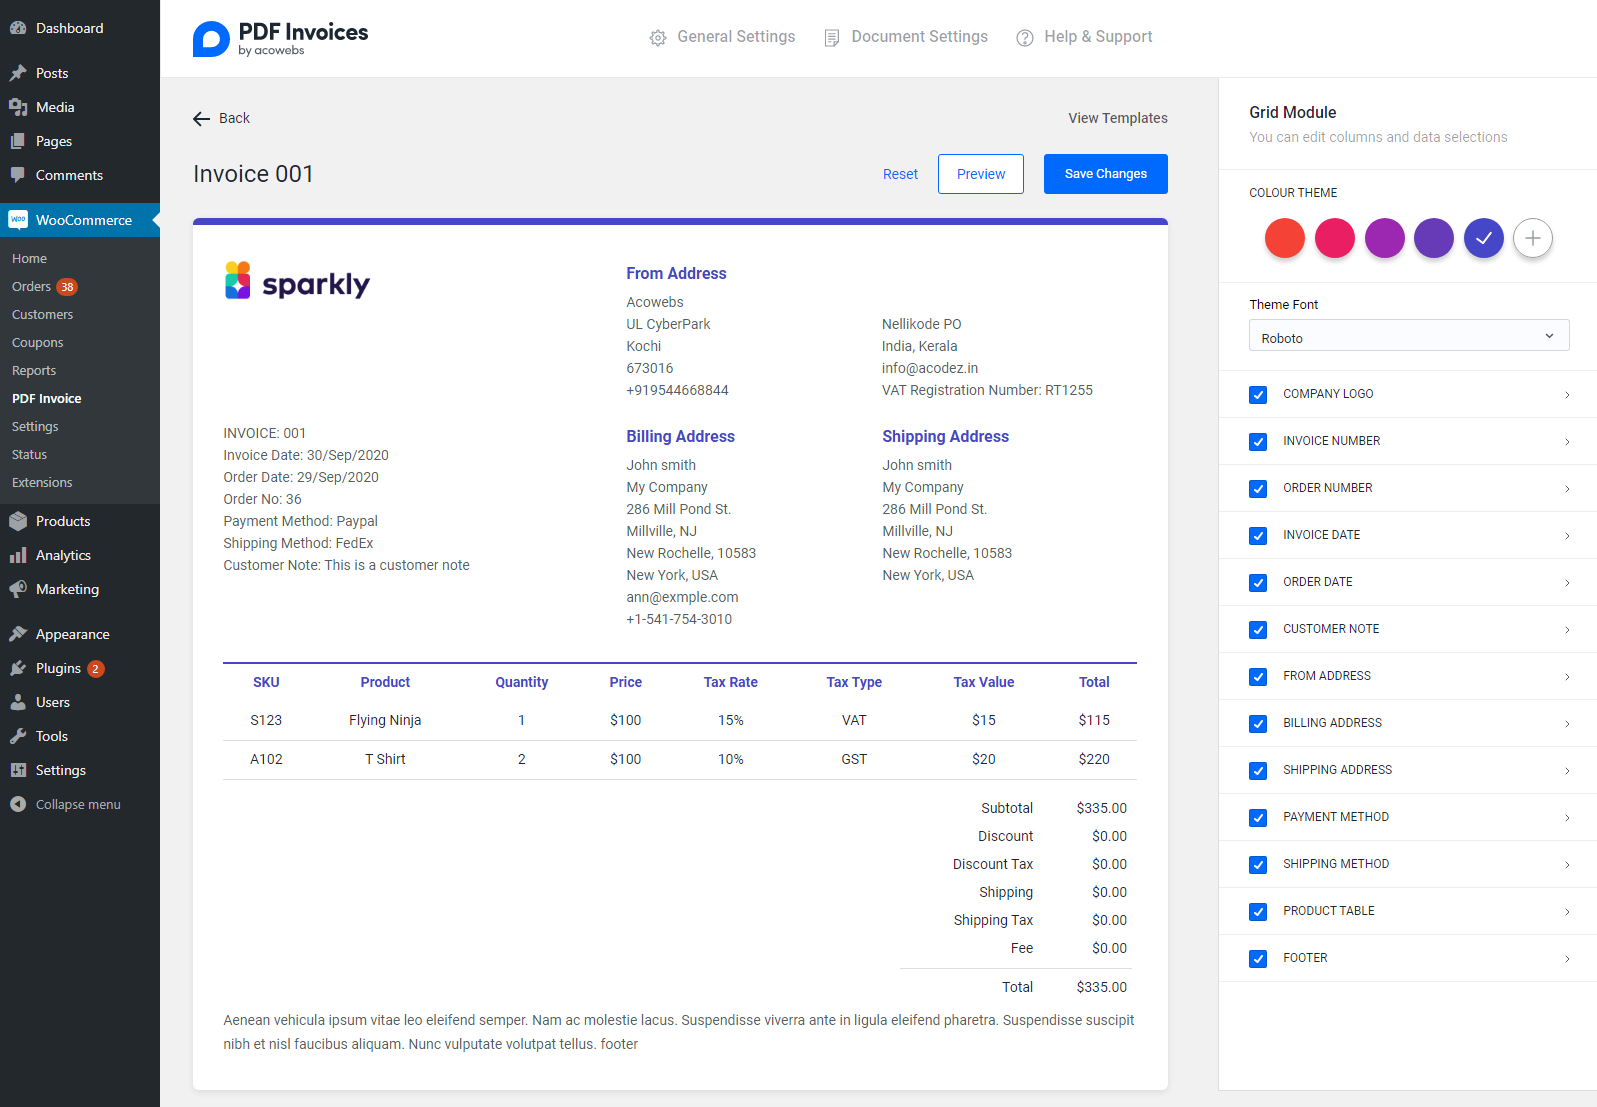 Dashboard
Posts
Media
Pages
Comments
Woo WooCommerce
Home
Orders 38
Customers
Coupons
Reports
PDF Invoice
Settings
Status
Extensions
Products
Analytics
Marketing
Appearance
Plugins 2
Users
Tools
Settings
Collapse menu
PDF Invoices
by acowebs
General Settings
Document Settings
Help & Support
Back
View Templates
Invoice 001
Reset
Preview
Save Changes
sparkly
From Address
Acowebs
UL CyberPark
Kochi
673016
+919544668844
Nellikode PO
India, Kerala
info@acodez.in
VAT Registration Number: RT1255
INVOICE: 001
Invoice Date: 30/Sep/2020
Order Date: 29/Sep/2020
Order No: 36
Payment Method: Paypal
Shipping Method: FedEx
Customer Note: This is a customer note
Billing Address
John smith
My Company
286 Mill Pond St.
Millville, NJ
New Rochelle, 10583
New York, USA
ann@exmple.com
+1-541-754-3010
Shipping Address
John smith
My Company
286 Mill Pond St.
Millville, NJ
New Rochelle, 10583
New York, USA
SKU Product Quantity Price Tax Rate Tax Type Tax Value Total
S123 Flying Ninja 1 $100 15% VAT $15 $115
A102 T Shirt 2 $100 10% GST $20 $220
Subtotal $335.00
Discount $0.00
Discount Tax $0.00
Shipping $0.00
Shipping Tax $0.00
Fee $0.00
Total $335.00
Aenean vehicula ipsum vitae leo eleifend semper. Nam ac molestie lacus. Suspendisse viverra ante in ligula eleifend pharetra. Suspendisse suscipit
nibh et nisl faucibus aliquam. Nunc vulputate volutpat tellus. footer
Grid Module
You can edit columns and data selections
COLOUR THEME
Theme Font
Roboto
COMPANY LOGO
INVOICE NUMBER
ORDER NUMBER
INVOICE DATE
ORDER DATE
CUSTOMER NOTE
FROM ADDRESS
BILLING ADDRESS
SHIPPING ADDRESS
PAYMENT METHOD
SHIPPING METHOD
PRODUCT TABLE
FOOTER